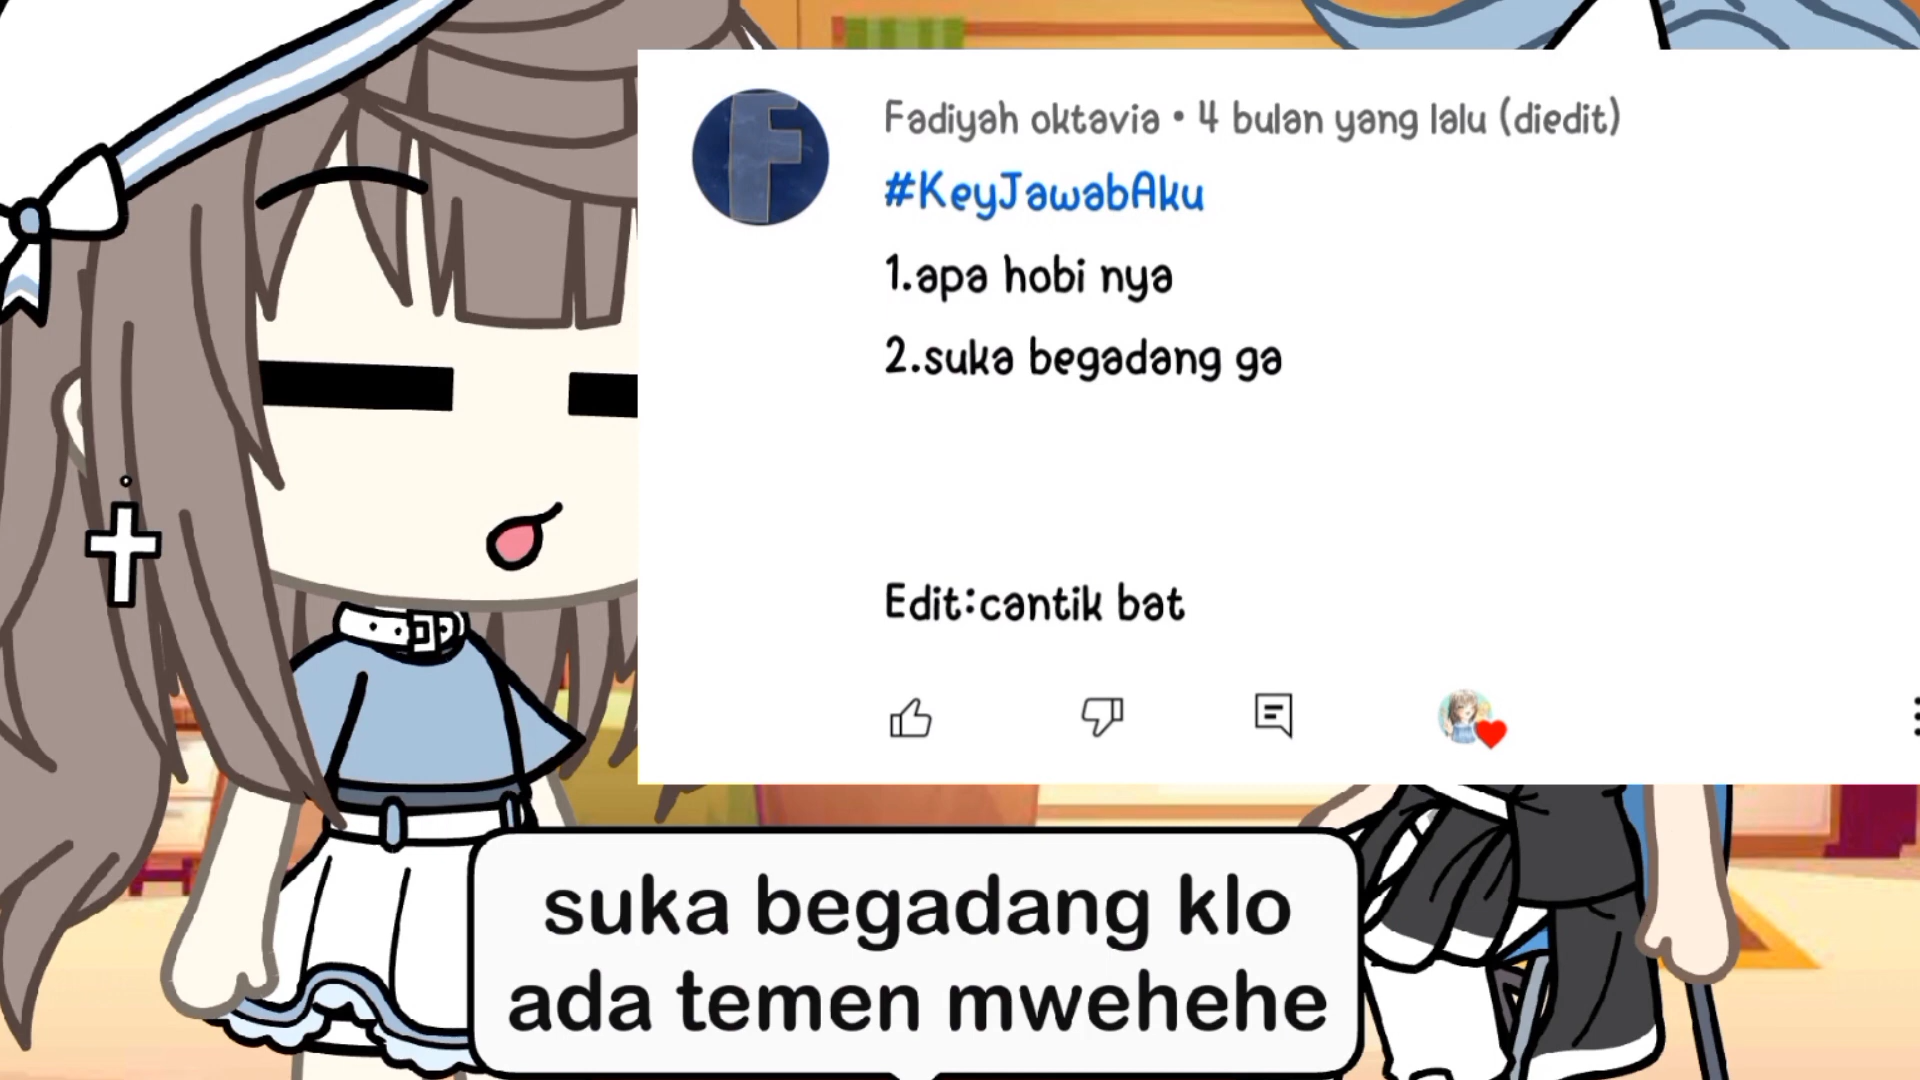 F
Fadiyah oktavia • 4 bulan yang lalu (diedit)
#KeyJawabAku
1.apa hobi nya
2.suka begadang ga
Edit:cantik bat
suka begadang klo
ada temen mwehehe